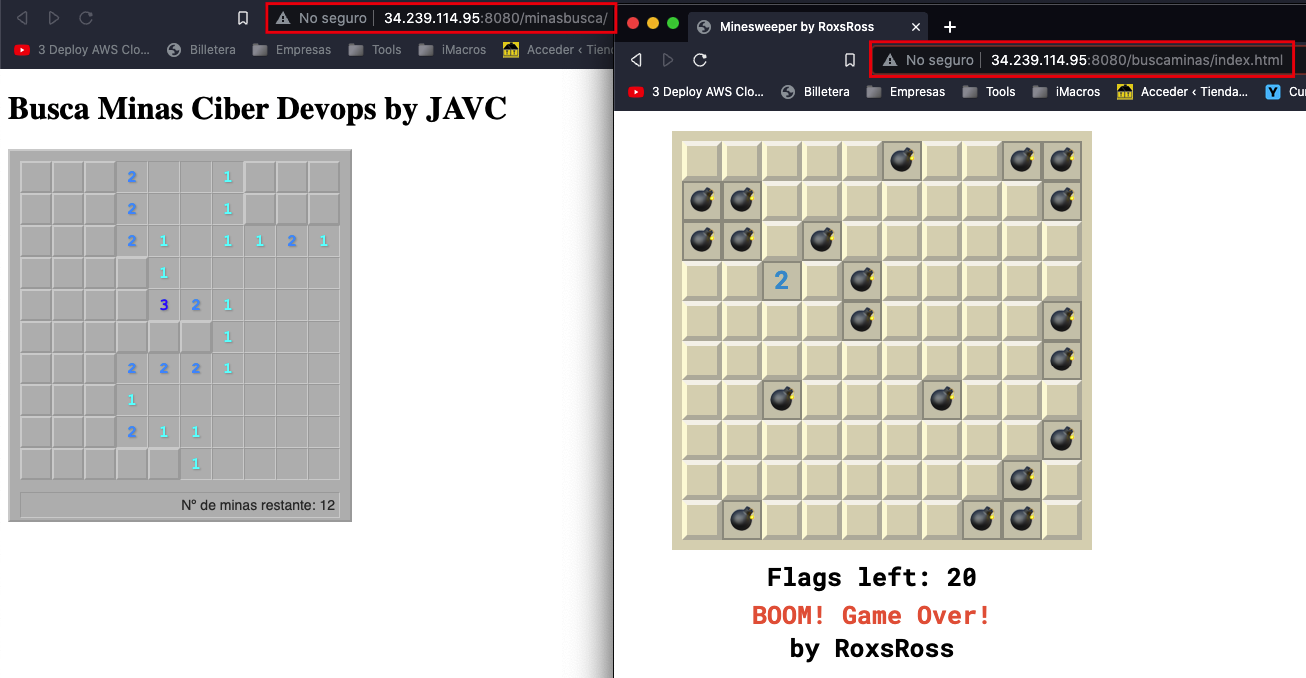 No seguro 34.239.114.95:8080/minasbusca/
3 Deploy AWS Clo... Billetera Empresas Tools iMacros Acceder ‹ Tien
Busca Minas Ciber Devops by JAVC
2 1
2 1
2 1 1 1 2 1
1
3 2 1
1
2 2 2 1
1
2 1 1
1
Nº de minas restante: 12
Minesweeper by RoxsRoss
No seguro 34.239.114.95:8080/buscaminas/index.html
3 Deploy AWS Clo... Billetera Empresas Tools iMacros Acceder ‹ Tienda... Y Cu
2
Flags left: 20
BOOM! Game Over!
by RoxsRoss